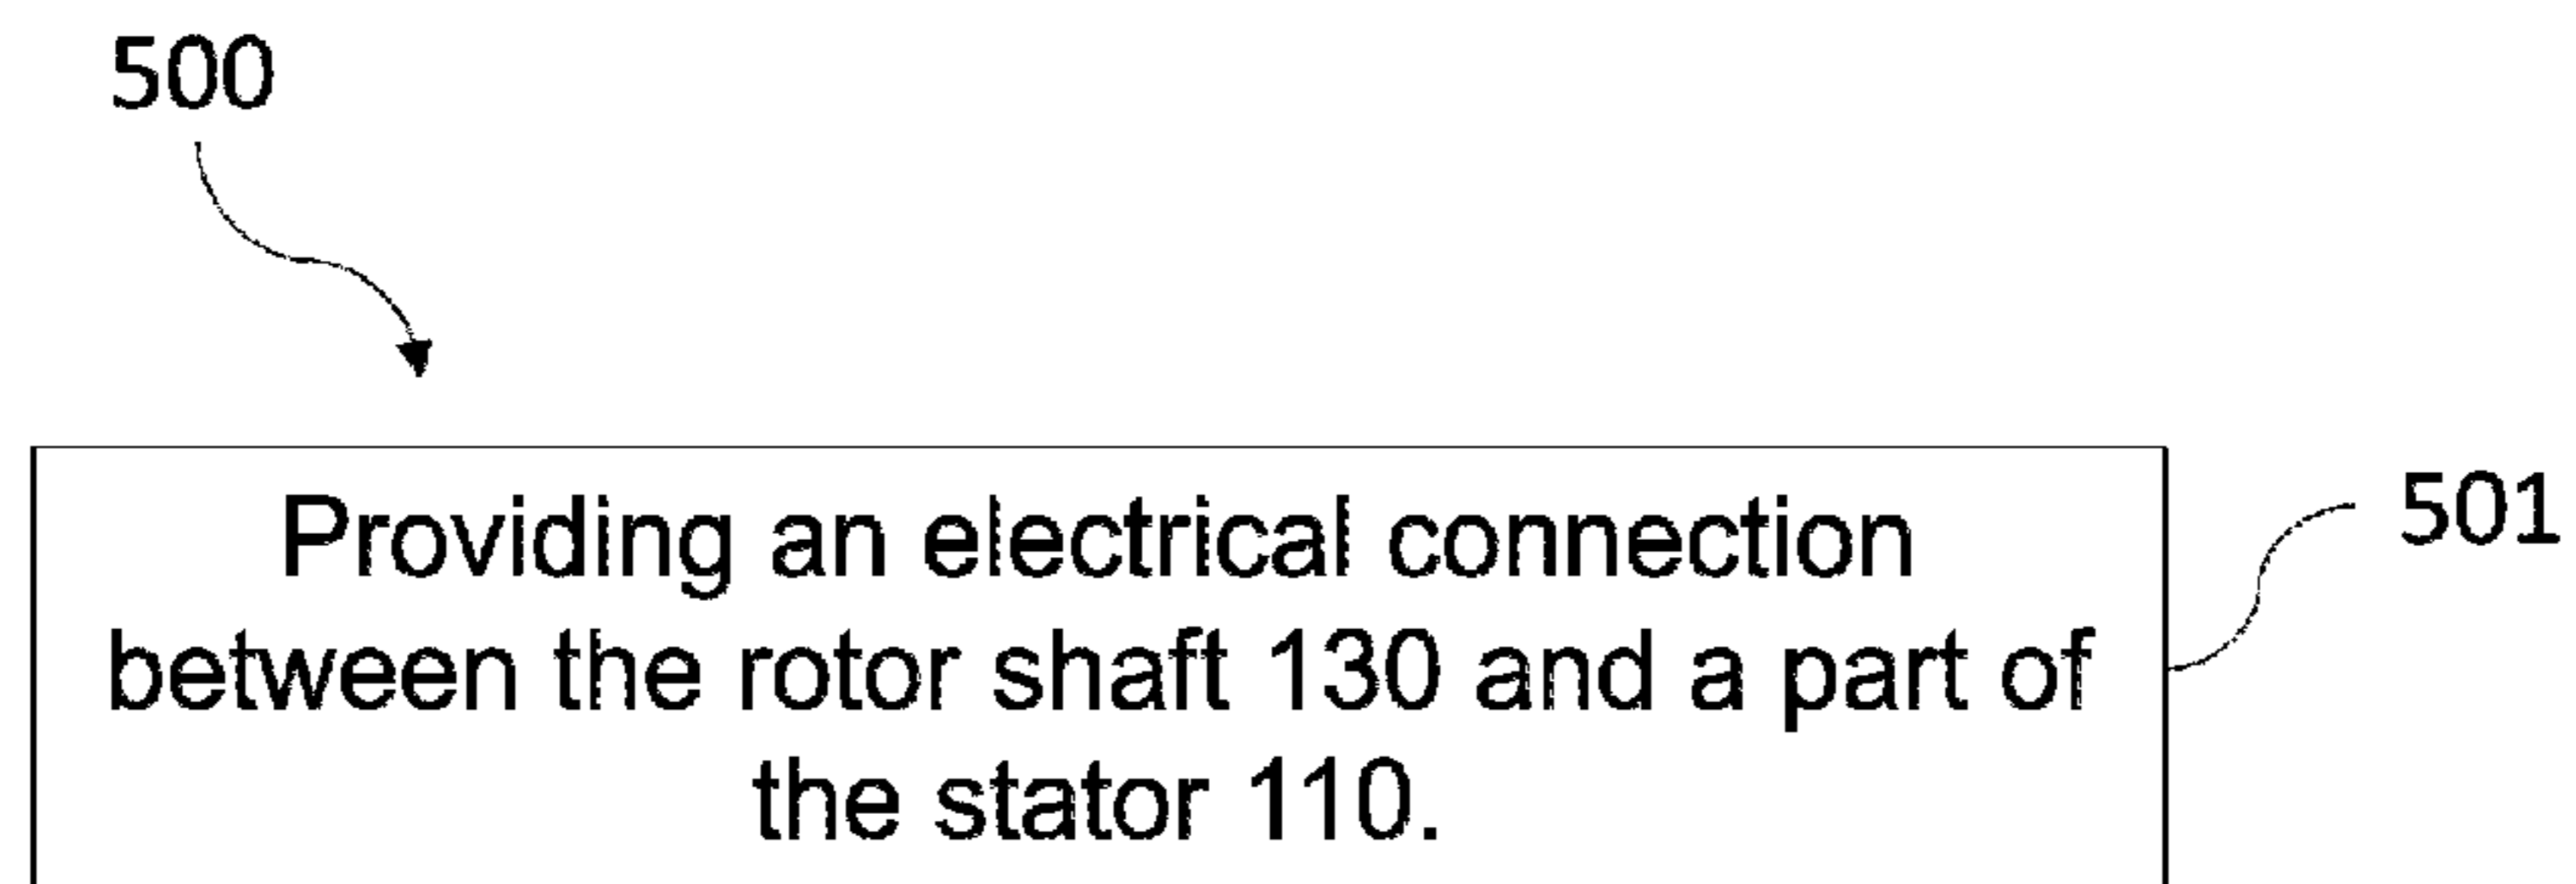 500
Providing an electrical connection
501
between the rotor shaft 130 and a part of
the stator 110.